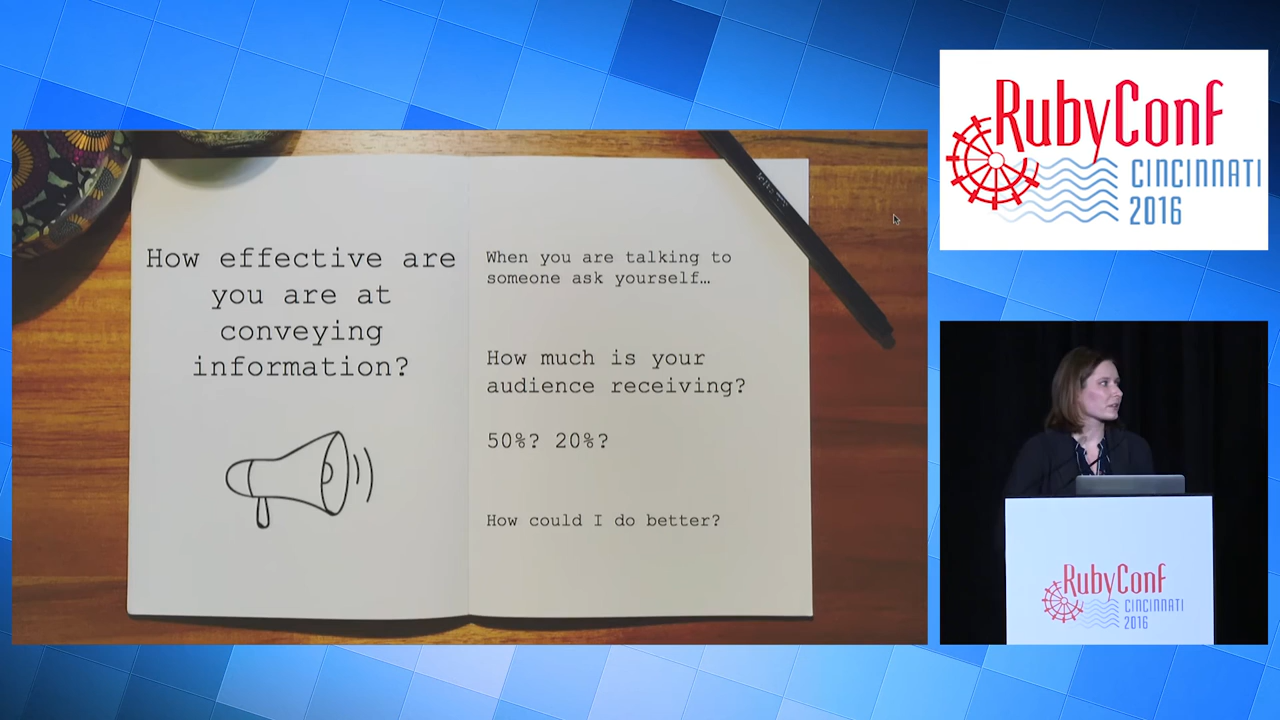 How effective are
you are at
conveying
information?
When you are talking to
someone ask yourself…
How much is your
audience receiving?
50%? 20%?
How could I do better?
RubyConf
CINCINNATI
2016
RubyConf
CINCINNATI
2016